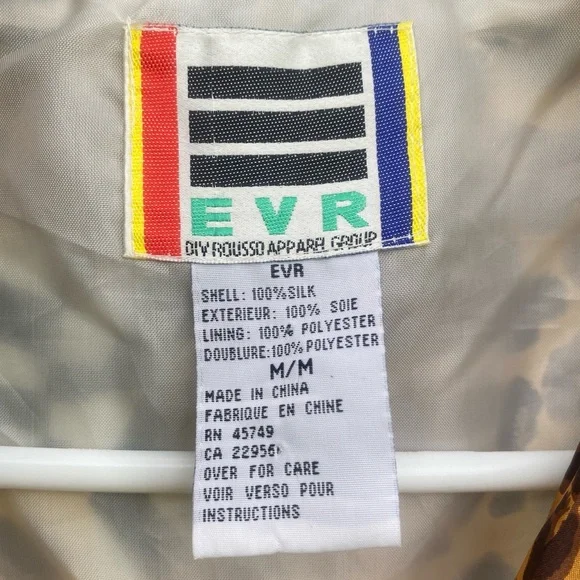 EVR
DIV ROUSSO APPAREL GROUP
EVR
SHELL: 100% SILK
EXTERIEUR: 100% SOIE
LINING: 100% POLYESTER
DOUBLURE:100% POLYESTER
M/M
MADE IN CHINA
FABRIQUE EN CHINE
RN 45749
CA 22956
OVER FOR CARE
VOIR VERSO POUR
INSTRUCTIONS